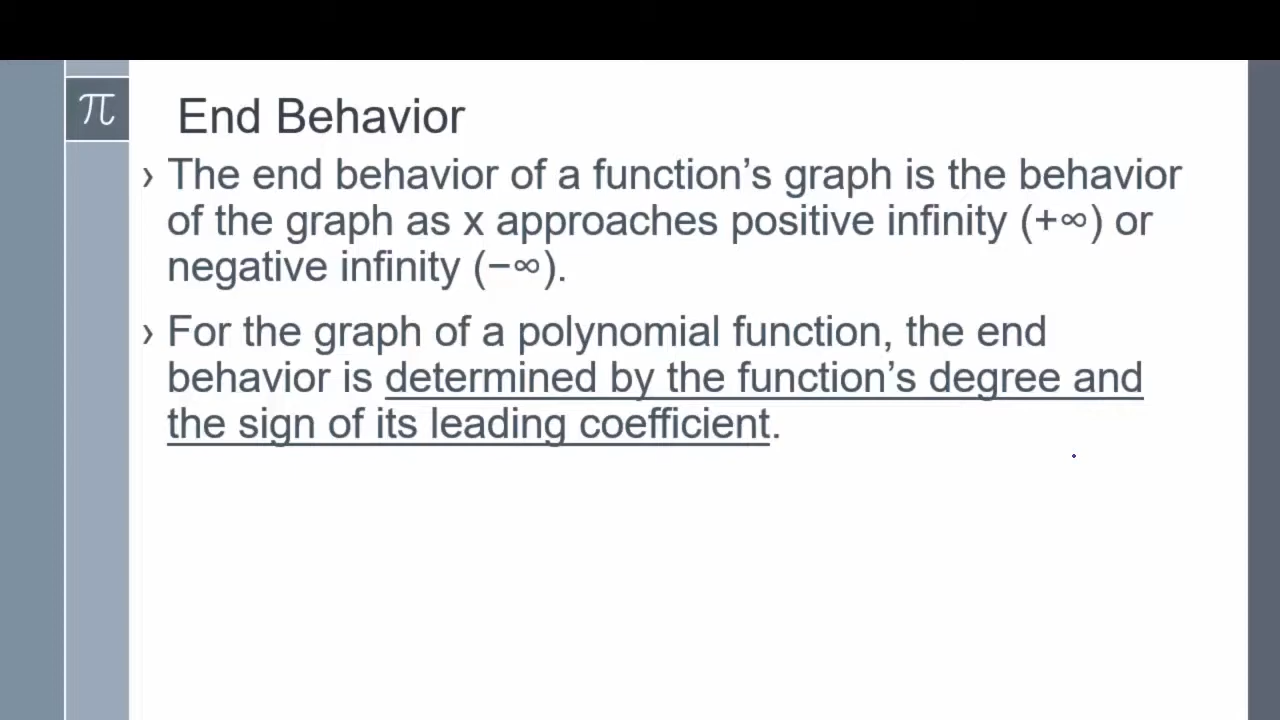 π
End Behavior
› The end behavior of a function’s graph is the behavior
of the graph as x approaches positive infinity (+∞) or
negative infinity (−∞).
› For the graph of a polynomial function, the end
behavior is determined by the function’s degree and
the sign of its leading coefficient.